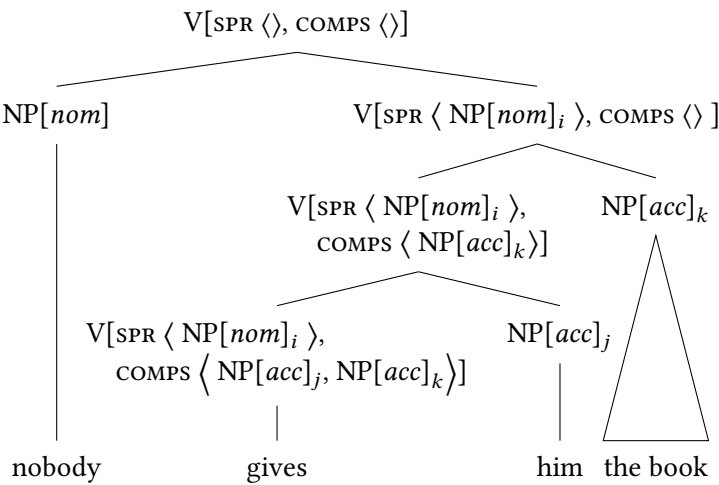 V[SPR ⟨⟩, COMPS ⟨⟩]
NP[nom]
V[SPR ⟨ NP[nom]ᵢ ⟩, COMPS ⟨⟩ ]
V[SPR ⟨ NP[nom]ᵢ ⟩,
COMPS ⟨ NP[acc]ₖ⟩]
NP[acc]ₖ
V[SPR ⟨ NP[nom]ᵢ ⟩,
COMPS ⟨ NP[acc]ⱼ, NP[acc]ₖ⟩]
NP[acc]ⱼ
nobody gives him the book